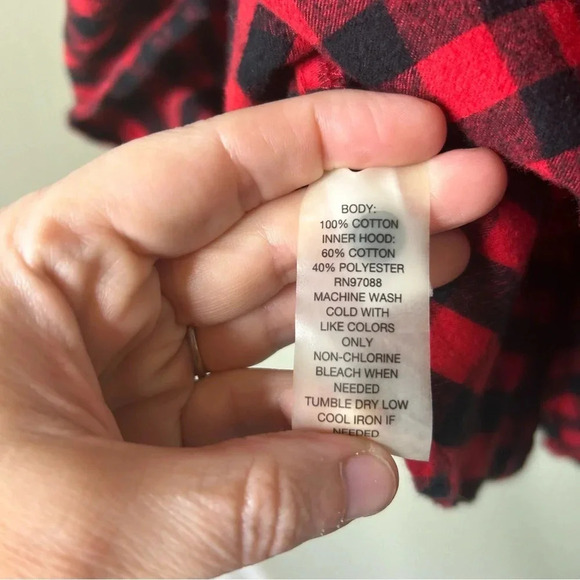 BODY:
100% COTTON
INNER HOOD:
60% COTTON
40% POLYESTER
RN97088
MACHINE WASH
COLD WITH
LIKE COLORS
ONLY
NON-CHLORINE
BLEACH WHEN
NEEDED
TUMBLE DRY LOW
COOL IRON IF
NEEDED